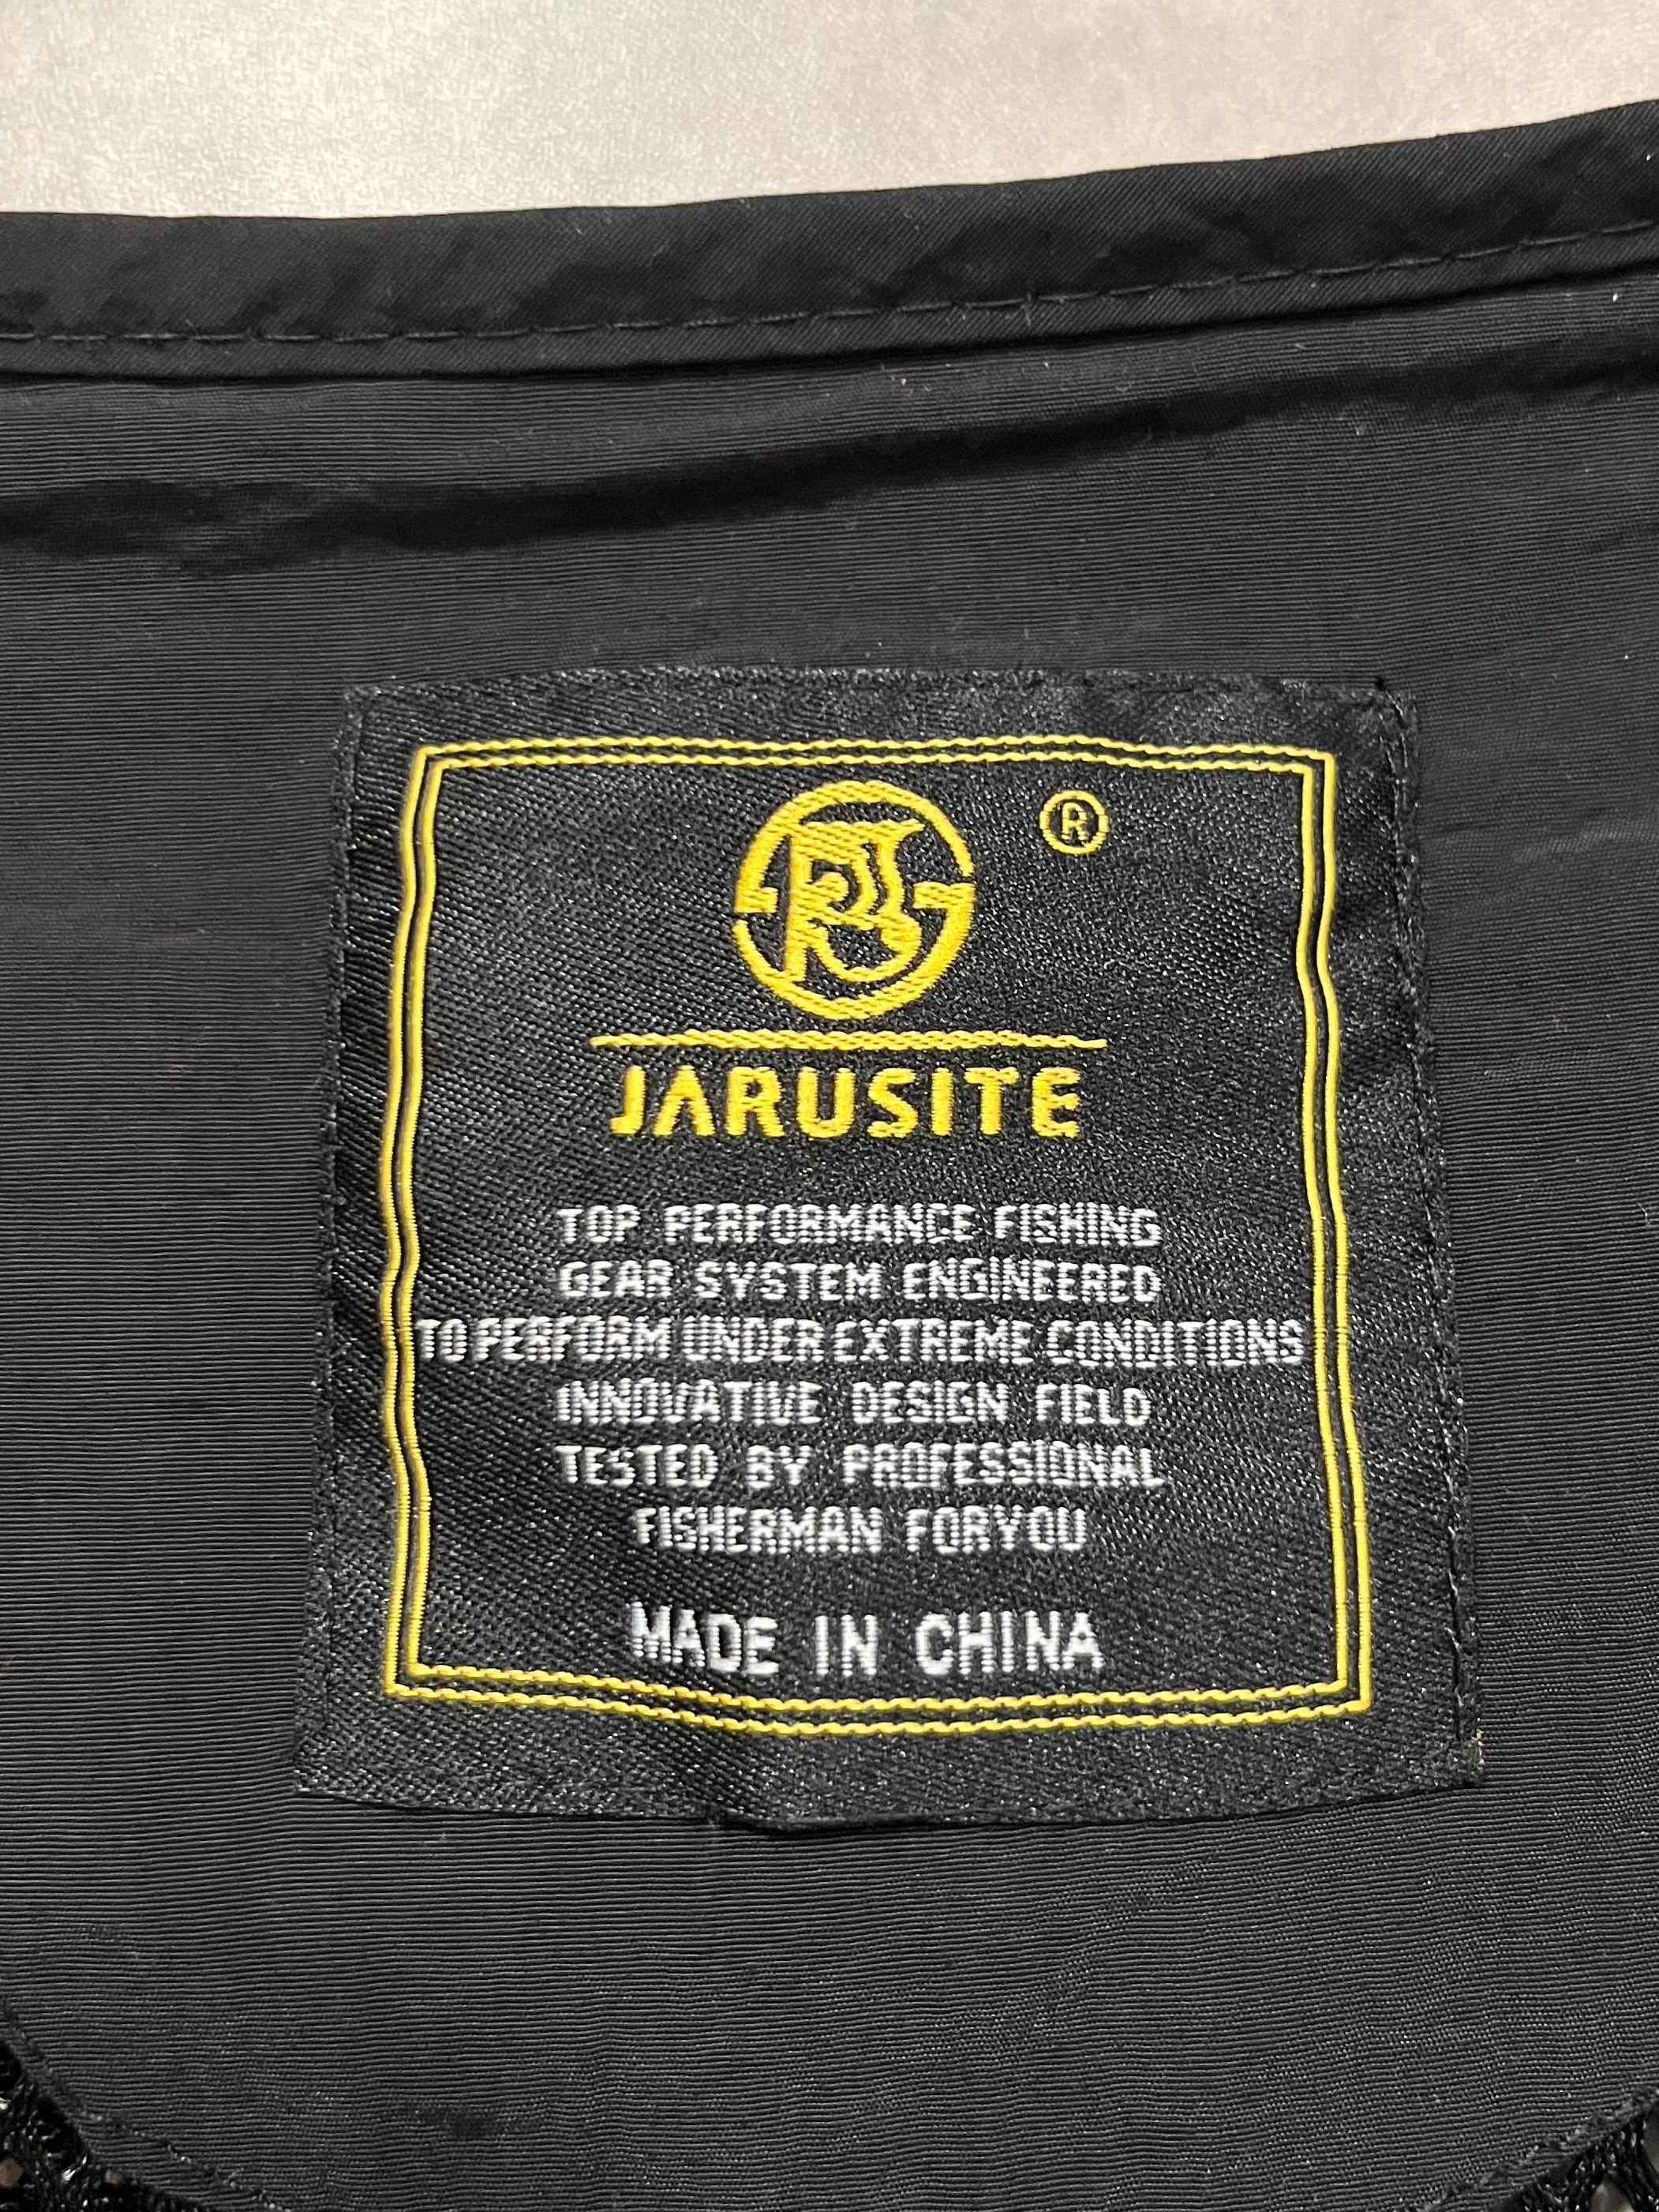 ®
JARUSITE
TOP PERFORMANCE FISHING
GEAR SYSTEM ENGINEERED
TO PERFORM UNDER EXTREME CONDITIONS
INNOVATIVE DESIGN FIELD
TESTED BY PROFESSIONAL
FISHERMAN FORYOU
MADE IN CHINA